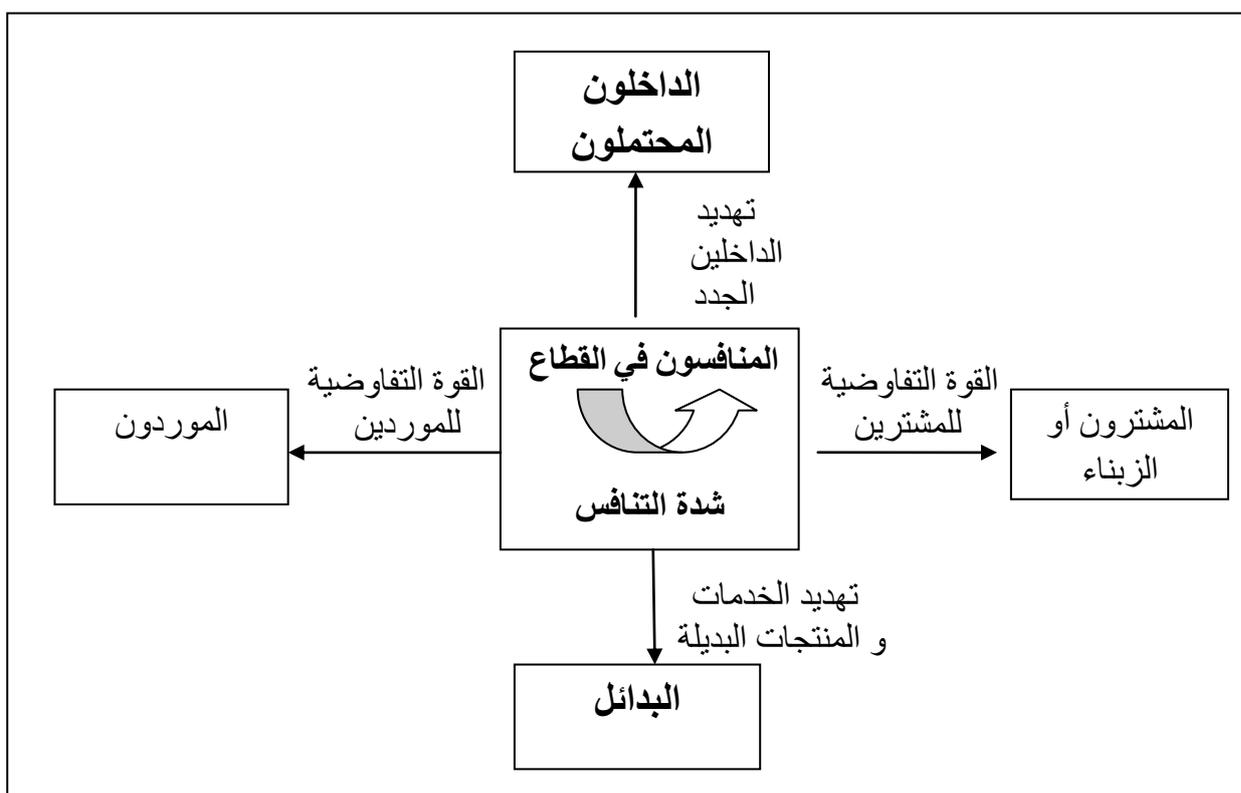 الداخلون
المحتملون
تهديد
الداخلين
الجدد
المنافسون في القطاع
شدة التنافس
القوة التفاوضية
للمشترين
المشترون أو
الزبناء
القوة التفاوضية
للموردين
الموردون
تهديد الخدمات
و المنتجات البديلة
البدائل